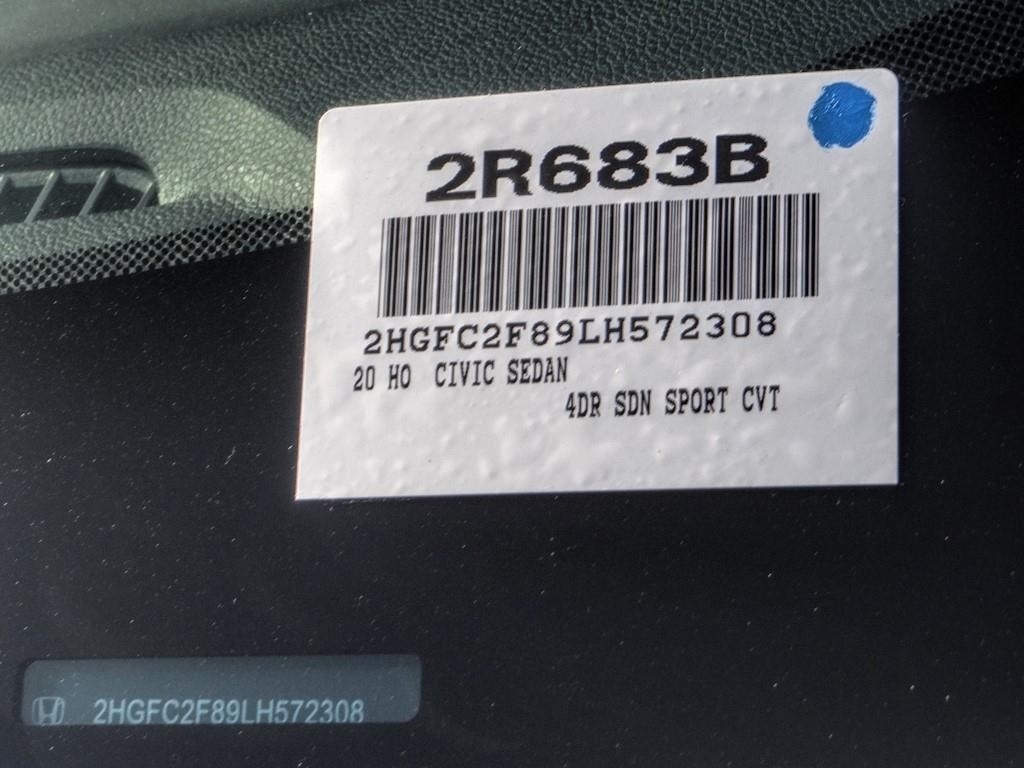 2R683B
2HGFC2F89LH572308
20 HO CIVIC SEDAN
4DR SDN SPORT CVT
2HGFC2F89LH572308